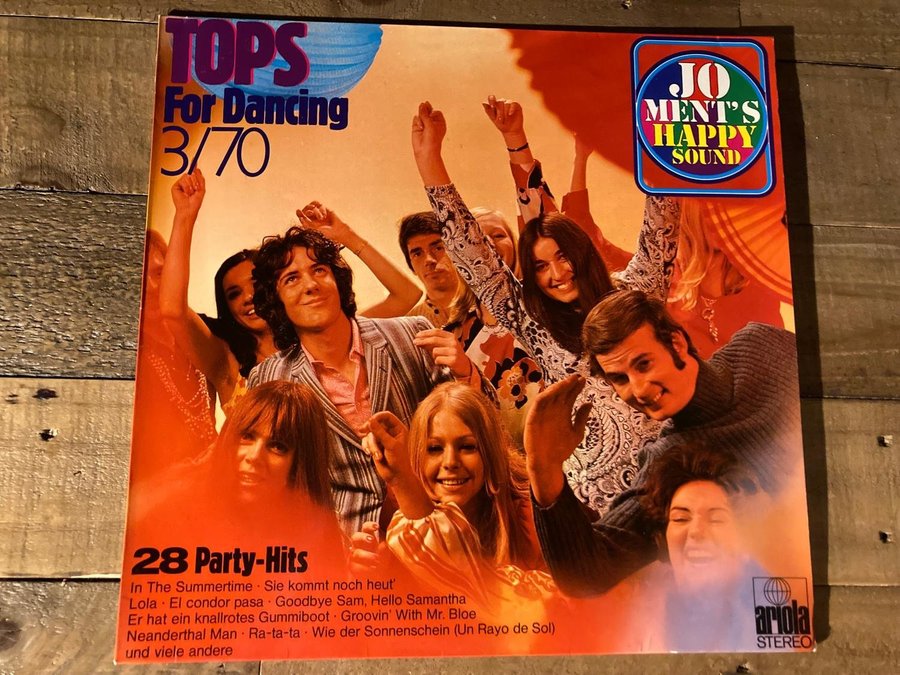 TOPS
For Dancing
3/70
JO
MENT'S
HAPPY
SOUND
28 Party-Hits
In The Summertime · Sie kommt noch heut'
Lola · El condor pasa · Goodbye Sam, Hello Samantha
Er hat ein knallrotes Gummiboot · Groovin' With Mr. Bloe
Neanderthal Man · Ra-ta-ta · Wie der Sonnenschein (Un Rayo de Sol)
und viele andere
ariola
STEREO